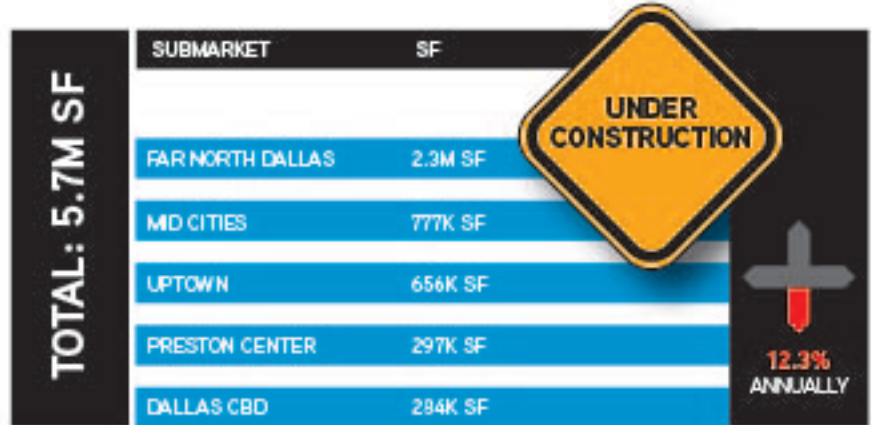 TOTAL: 5.7M SF
SUBMARKET SF
UNDER
CONSTRUCTION
FAR NORTH DALLAS 2.3M SF
MID CITIES 777K SF
UPTOWN 656K SF
PRESTON CENTER 297K SF
DALLAS CBD 284K SF
12.3%
ANNUALLY